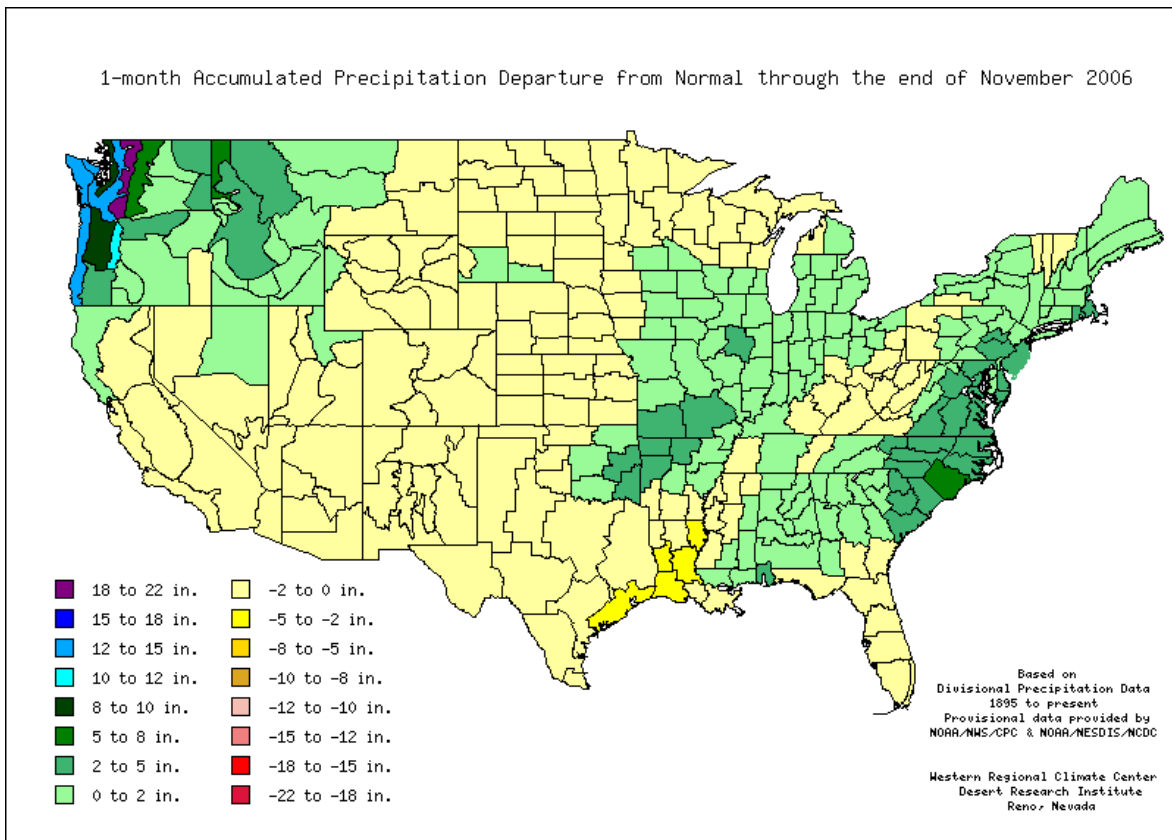 1-month Accumulated Precipitation Departure from Normal through the end of November 2006
18 to 22 in.
15 to 18 in.
12 to 15 in.
10 to 12 in.
8 to 10 in.
5 to 8 in.
2 to 5 in.
0 to 2 in.
-2 to 0 in.
-5 to -2 in.
-8 to -5 in.
-10 to -8 in.
-12 to -10 in.
-15 to -12 in.
-18 to -15 in.
-22 to -18 in.
Based on
Divisional Precipitation Data
1895 to present
Provisional data provided by
NOAA/NWS/CPC & NOAA/NESDIS/NCDC
Western Regional Climate Center
Desert Research Institute
Reno, Nevada